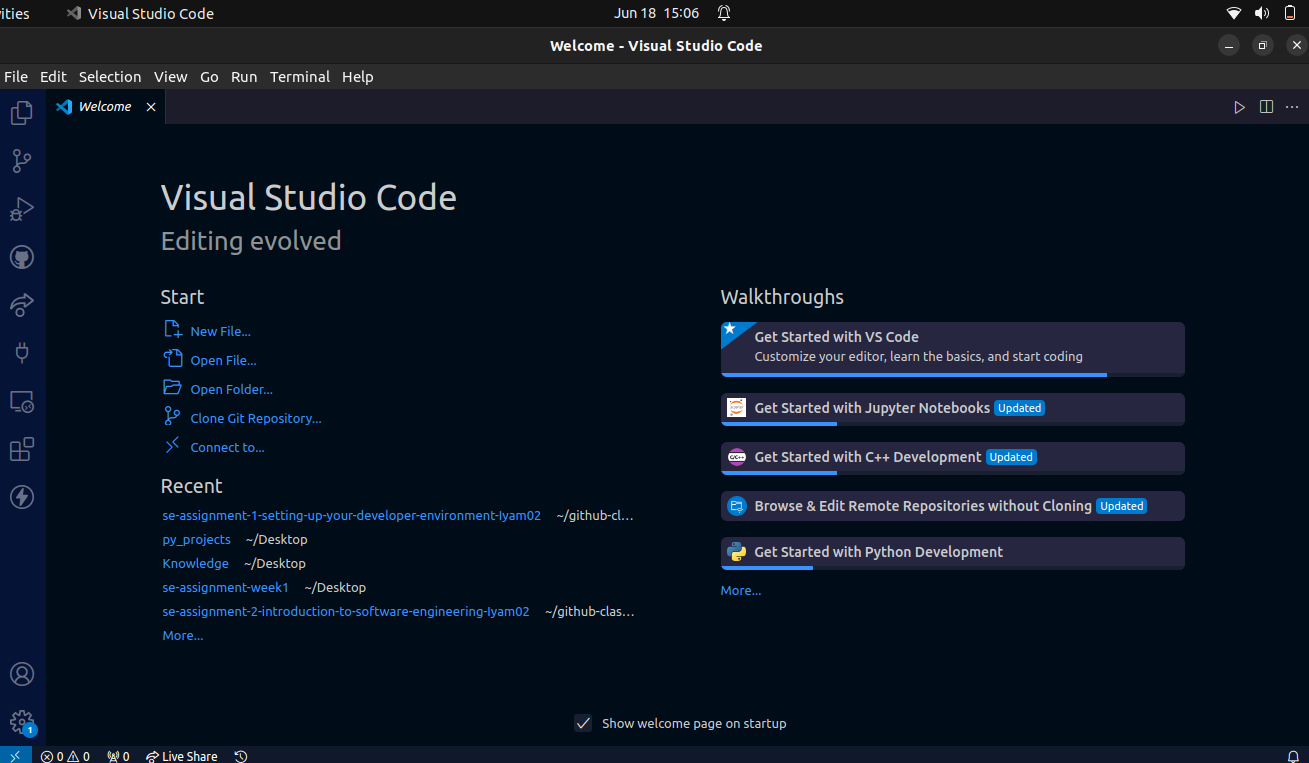 ities Visual Studio Code Jun 18 15:06
Welcome - Visual Studio Code
File Edit Selection View Go Run Terminal Help
Welcome
Visual Studio Code
Editing evolved
Start
New File...
Open File...
Open Folder...
Clone Git Repository...
Connect to...
Recent
se-assignment-1-setting-up-your-developer-environment-Iyam02 ~/github-cl...
py_projects ~/Desktop
Knowledge ~/Desktop
se-assignment-week1 ~/Desktop
se-assignment-2-introduction-to-software-engineering-Iyam02 ~/github-clas...
More...
Walkthroughs
Get Started with VS Code
Customize your editor, learn the basics, and start coding
Get Started with Jupyter Notebooks Updated
C/C++ Get Started with C++ Development Updated
Browse & Edit Remote Repositories without Cloning Updated
Get Started with Python Development
More...
Show welcome page on startup
1
0 0 0 Live Share